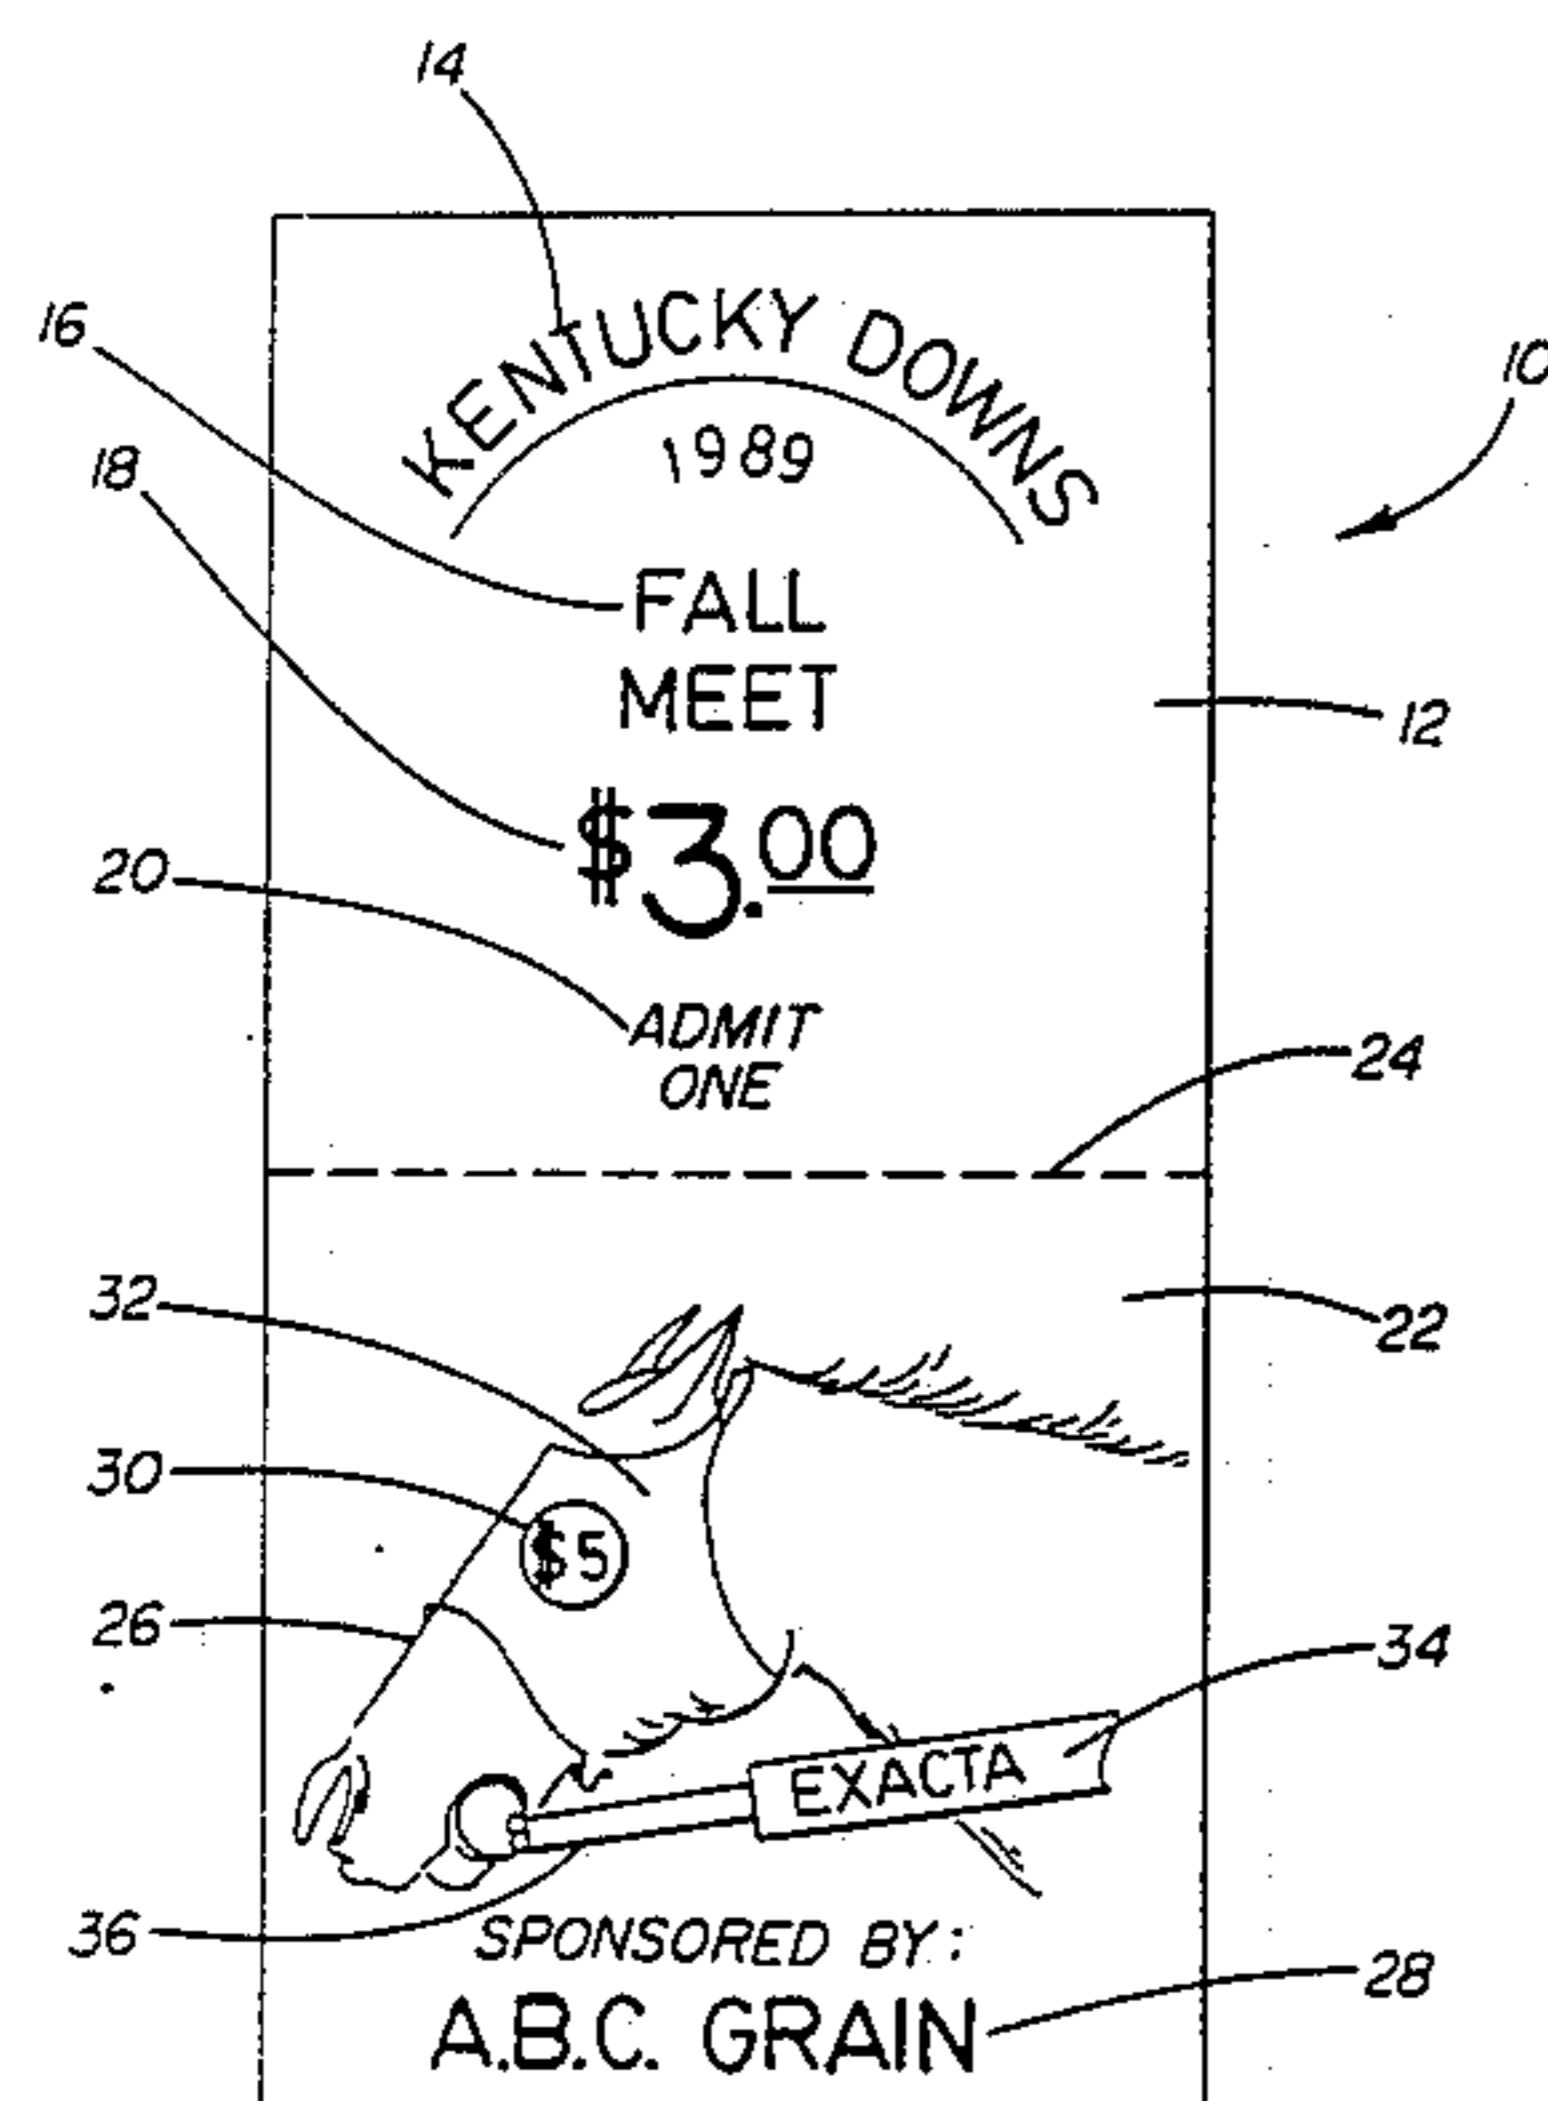 14
KENTUCKY DOWNS
16
10
1989
18
FALL
MEET
12
$3.00
20
ADMIT
ONE
24
32
22
30
$5
26
34
EXACTA
36
SPONSORED BY:
28
A.B.C. GRAIN